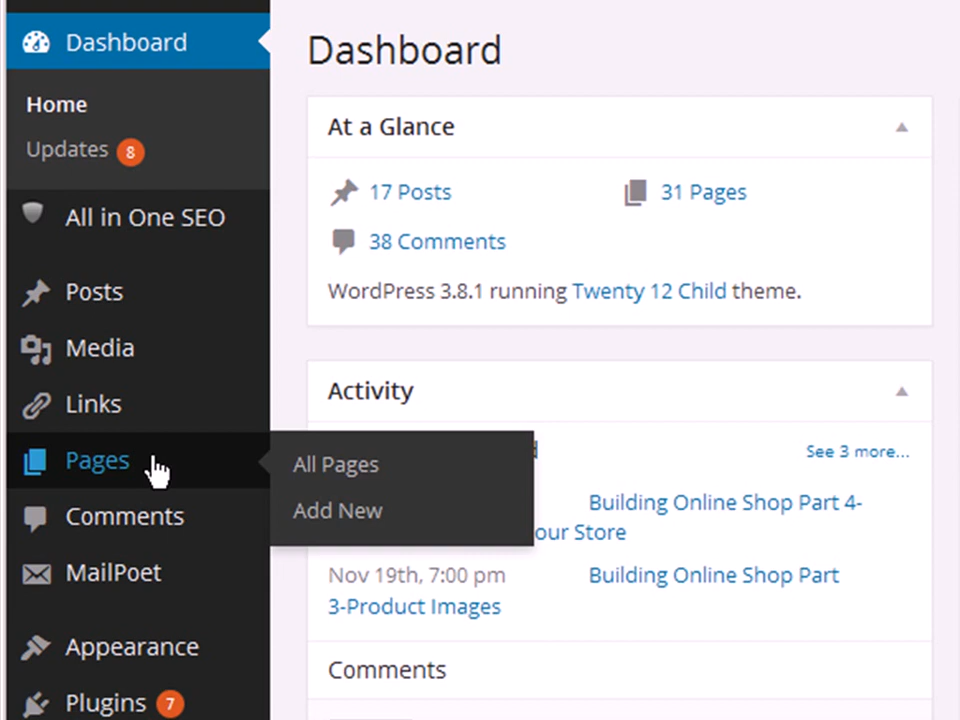 Dashboard
Home
Updates 8
All in One SEO
Posts
Media
Links
Pages
Comments
MailPoet
Appearance
Plugins 7
All Pages
Add New
Dashboard
At a Glance
17 Posts
31 Pages
38 Comments
WordPress 3.8.1 running Twenty 12 Child theme.
Activity
See 3 more...
Building Online Shop Part 4-
our Store
Nov 19th, 7:00 pm
Building Online Shop Part
3-Product Images
Comments